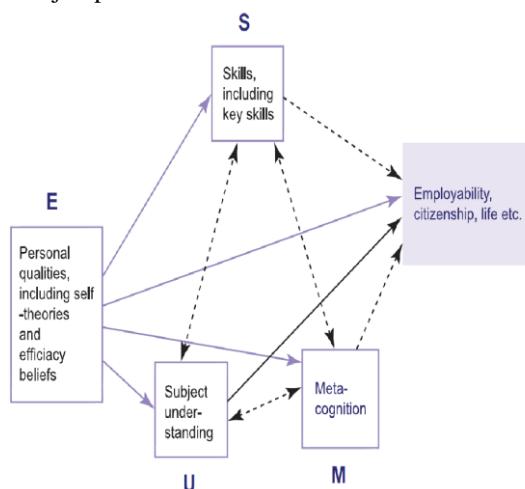 S
Skills,
including
key skills
Employability,
citizenship, life etc.
E
Personal
qualities,
including self
-theories
and
efficiacy
beliefs
Subject
under-
standing
Meta-
cognition
U
M